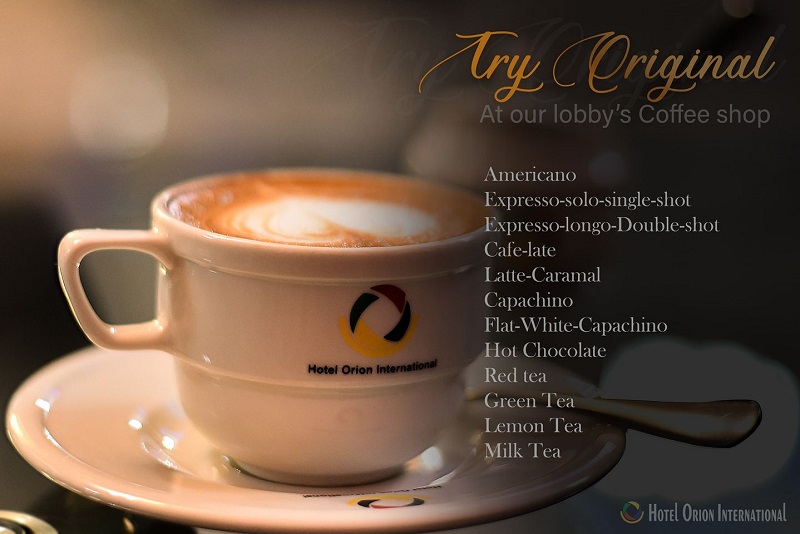 Try Original
At our lobby's Coffee shop
Americano
Expresso-solo-single-shot
Expresso-longo-Double-shot
Cafe-late
Latte-Caramal
Capachino
Flat-White-Capachino
Hot Chocolate
Red tea
Green Tea
Lemon Tea
Milk Tea
Hotel Orion International
HOTEL ORION INTERNATIONAL